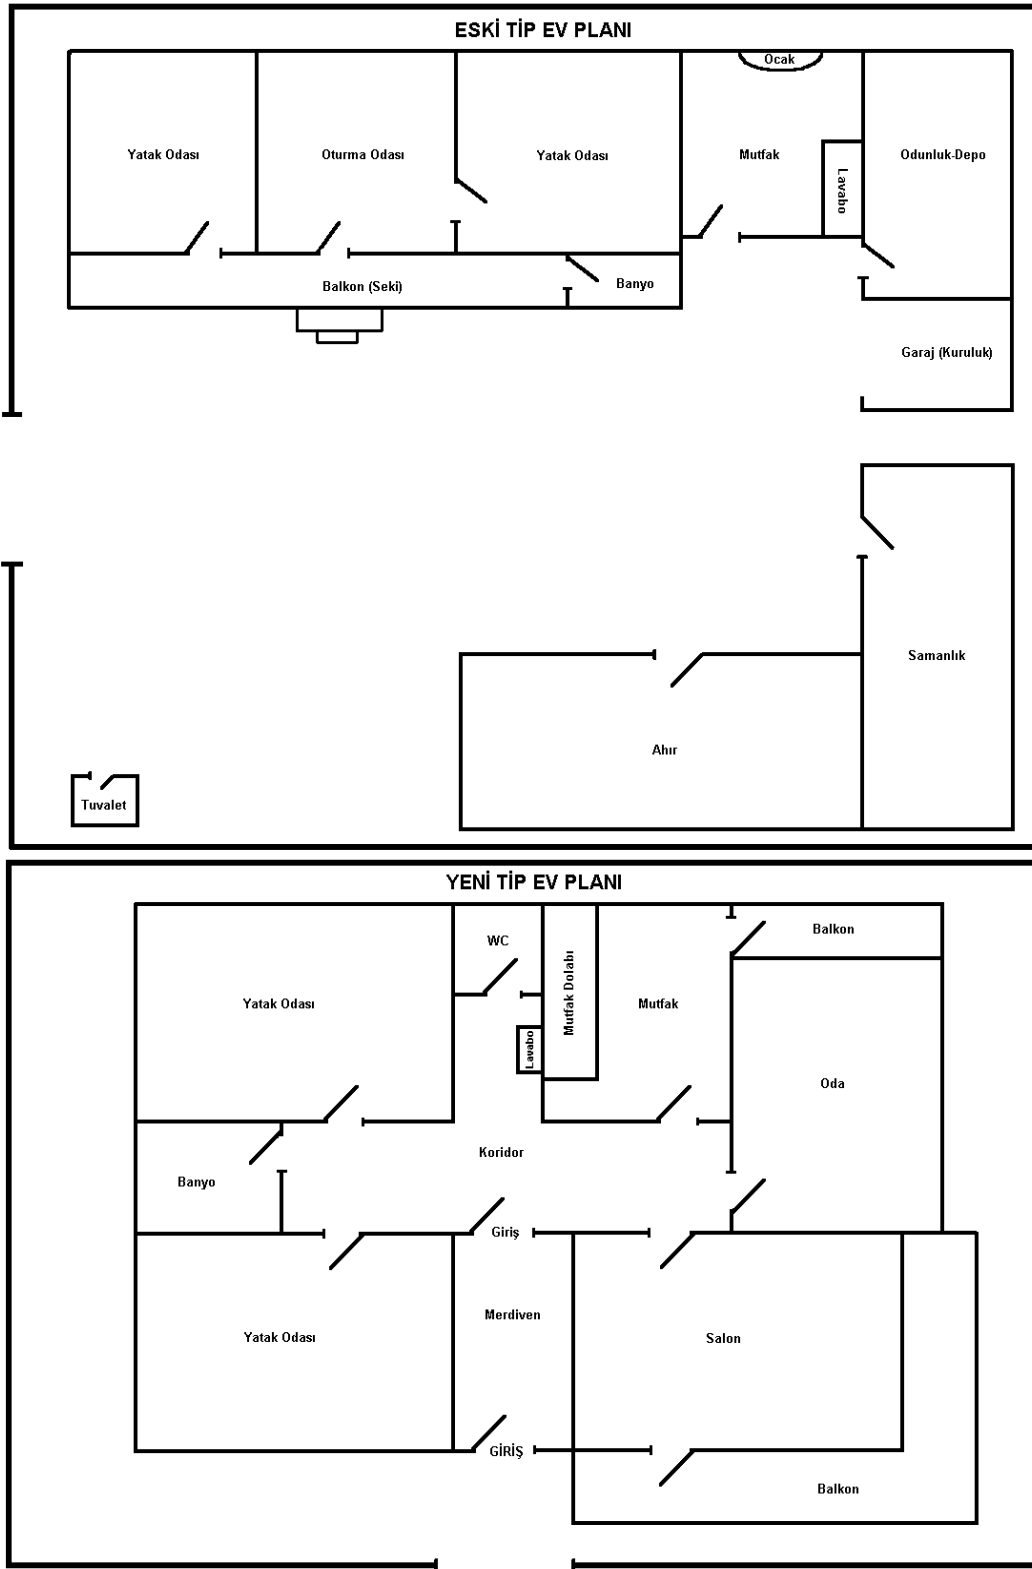 ESKİ TİP EV PLANI
Ocak
Yatak Odası
Oturma Odası
Yatak Odası
Mutfak
Lavabo
Odunluk-Depo
Balkon (Seki)
Banyo
Garaj (Kuruluk)
Samanlık
Ahır
Tuvalet
YENİ TİP EV PLANI
WC
Balkon
Yatak Odası
Mutfak Dolabı
Mutfak
Lavabo
Oda
Koridor
Banyo
Giriş
Merdiven
Yatak Odası
Salon
GİRİŞ
Balkon